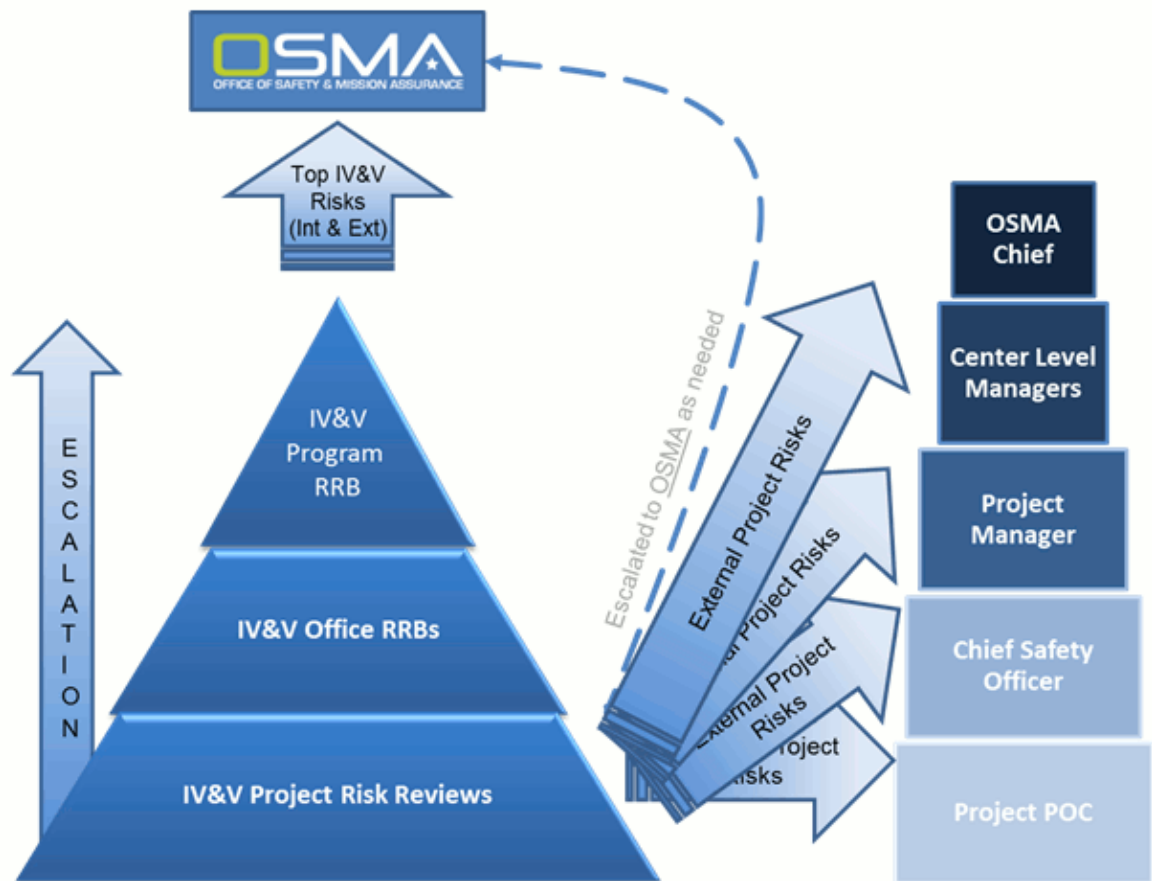 OSMA
OFFICE OF SAFETY & MISSION ASSURANCE
Top IV&V
Risks
(Int & Ext)
ESCALATION
IV&V
Program
RRB
IV&V Office RRBs
IV&V Project Risk Reviews
Escalated to OSMA as needed
External Project Risks
Project Risks
External Project
Risks
OSMA
Chief
Center Level
Managers
Project
Manager
Chief Safety
Officer
Project POC